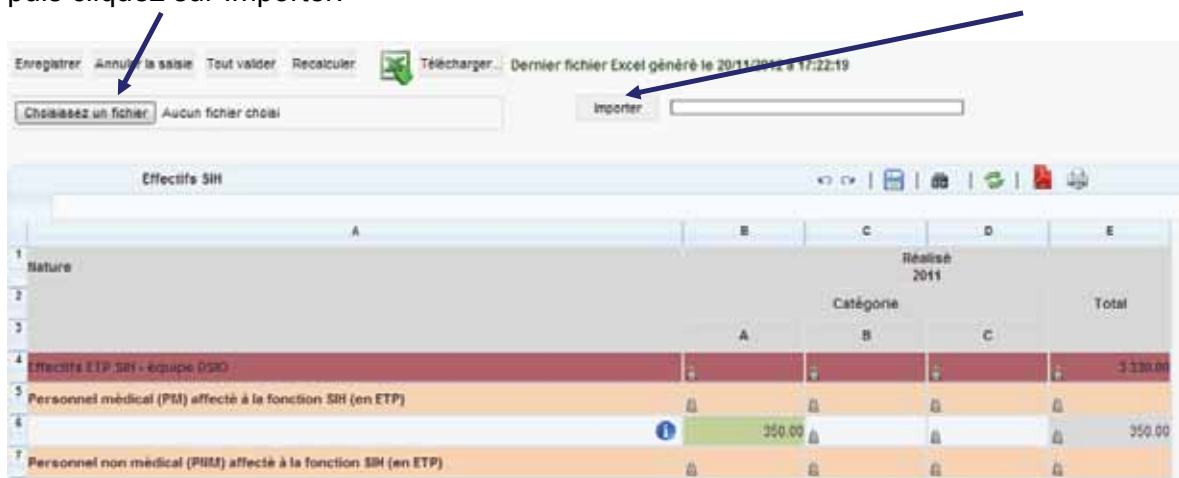 puis cliquez sur Importer.
Enregistrer Annuler la saisie Tout valider Recalculer Télécharger... Dernier fichier Excel généré le 20/11/2012 à 17:22:19
Choisissez un fichier Aucun fichier choisi Importer
Effectifs SIH
A B C D E
1 Nature Réalisé
2011
2 Catégorie Total
3 A B C
4 Effectifs ETP SIH - équipe DSIO
5 Personnel médical (PM) affecté à la fonction SIH (en ETP)
6 350.00 350.00
7 Personnel non médical (PNM) affecté à la fonction SIH (en ETP)